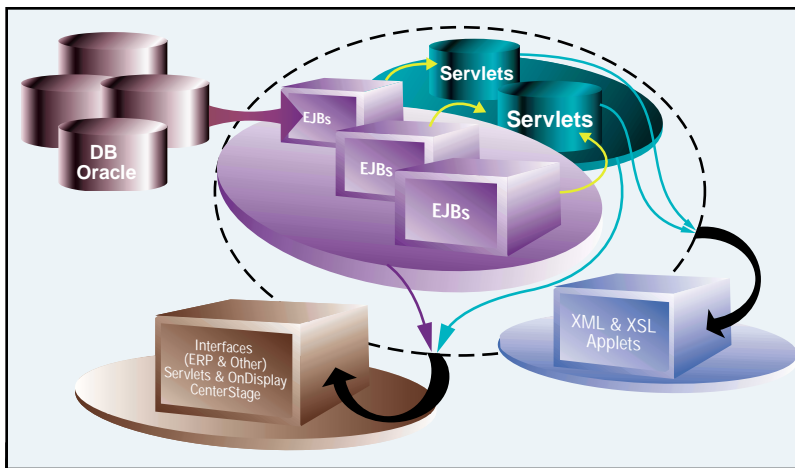 Servlets
Servlets
EJBs
EJBs
EJBs
DB
Oracle
Interfaces
(ERP & Other)
Servlets & OnDisplay
CenterStage
XML & XSL
Applets